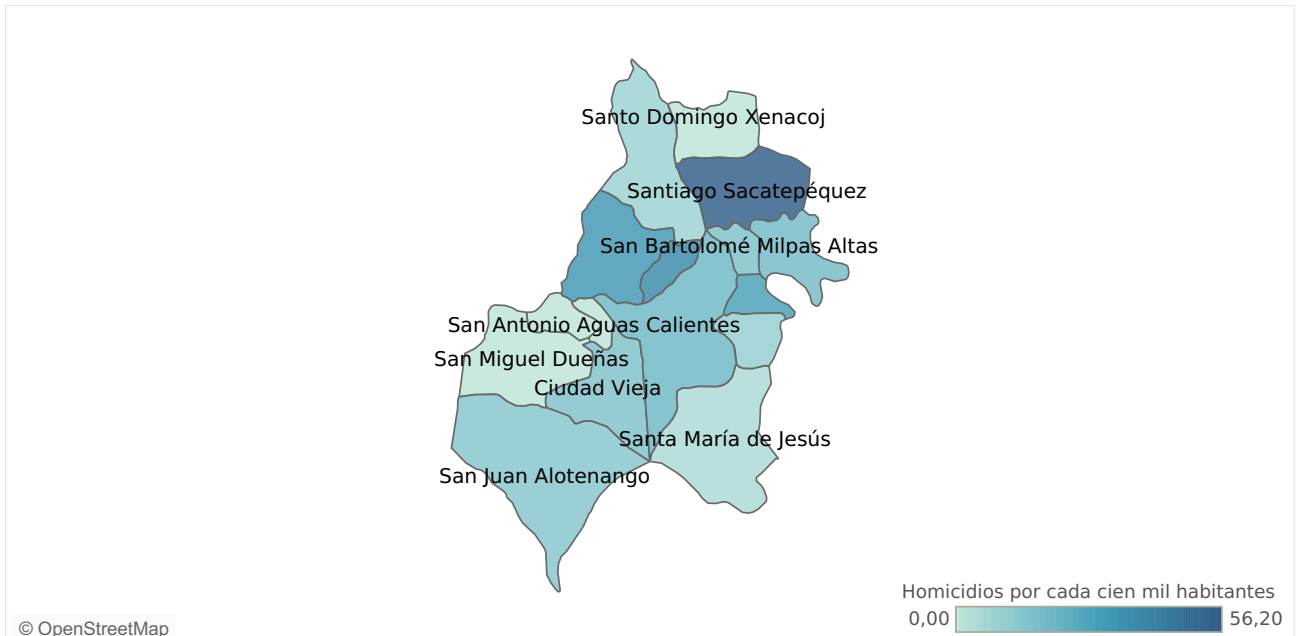 Santo Domingo Xenacoj
Santiago Sacatepéquez
San Bartolomé Milpas Altas
San Antonio Aguas Calientes
San Miguel Dueñas
Ciudad Vieja
Santa María de Jesús
San Juan Alotenango
Homicidios por cada cien mil habitantes
0,00 56,20
© OpenStreetMap